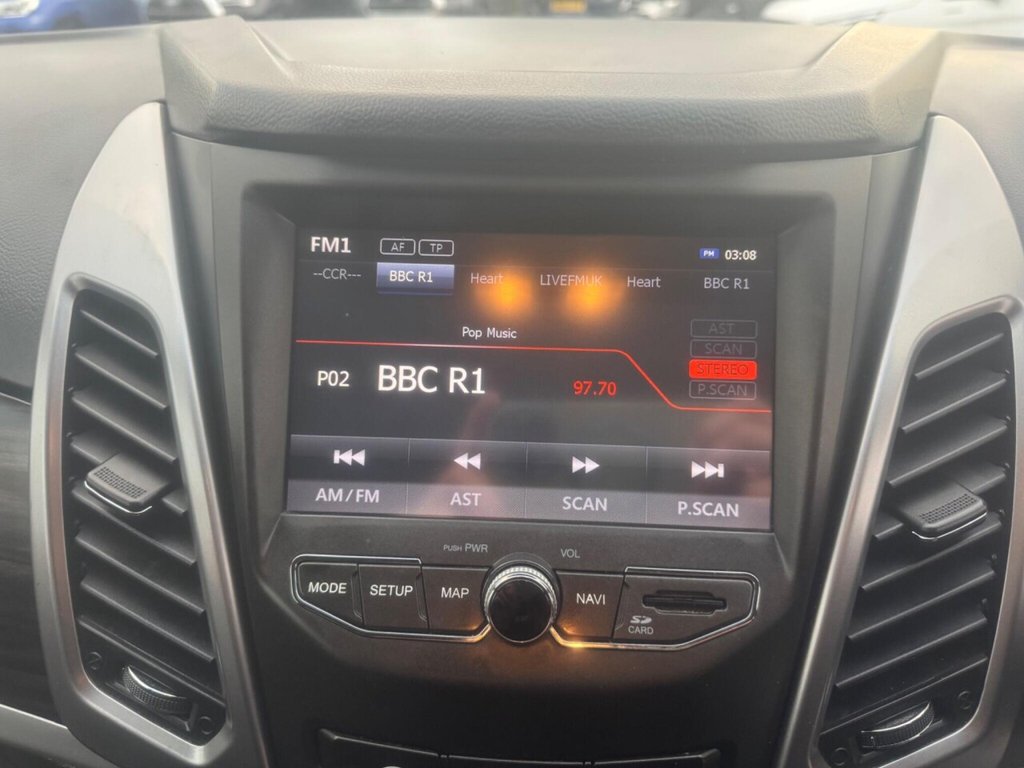 FM1 AF TP PM 03:08
--CCR--- BBC R1 Heart LIVEFMUK Heart BBC R1
Pop Music
AST
SCAN
STEREO
P.SCAN
P02 BBC R1 97.70
AM/FM AST SCAN P.SCAN
PUSH PWR VOL
MODE SETUP MAP NAVI
SD
CARD